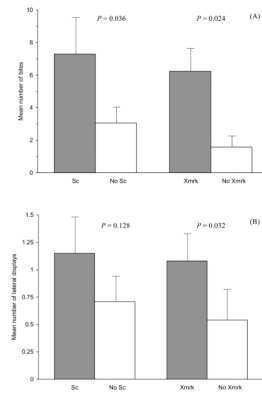 (A)
P = 0.036 P = 0.024
Mean number of bites
10
8
6
4
2
0
Sc No Sc Xmrk No Xmrk
(B)
P = 0.128 P = 0.032
Mean number of lateral displays
1.5
1.25
1
0.75
0.5
0.25
0
Sc No Sc Xmrk No Xmrk